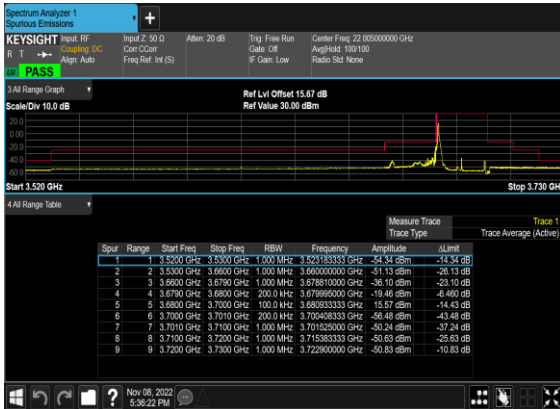 Spectrum Analyzer 1
Spurious Emissions
+
KEYSIGHT Input: RF Input Z: 50 Ω Atten: 20 dB Trig: Free Run Center Freq: 22.005000000 GHz
R T Coupling: DC Corr CCorr Gate: Off Avg|Hold: 100/100
Align: Auto Freq Ref: Int (S) IF Gain: Low Radio Std: None
PASS
3 All Range Graph
Ref Lvl Offset 15.67 dB
Scale/Div 10.0 dB Ref Value 30.00 dBm
20.0
0.00
-20.0
-40.0
-60.0
Start 3.520 GHz Stop 3.730 GH
4 All Range Table
Measure Trace Trace 1
Trace Type Trace Average (Active)
Spur Range Start Freq Stop Freq RBW Frequency Amplitude ΔLimit
1 1 3.5200 GHz 3.5300 GHz 1.000 MHz 3.523183333 GHz -54.34 dBm -14.34 dB
2 2 3.5300 GHz 3.6600 GHz 1.000 MHz 3.660000000 GHz -51.13 dBm -26.13 dB
3 3 3.6600 GHz 3.6790 GHz 1.000 MHz 3.678810000 GHz -36.10 dBm -23.10 dB
4 4 3.6790 GHz 3.6800 GHz 200.0 kHz 3.679995000 GHz -19.46 dBm -6.460 dB
5 5 3.6800 GHz 3.7000 GHz 100.0 kHz 3.680933333 GHz 15.57 dBm -14.43 dB
6 6 3.7000 GHz 3.7010 GHz 200.0 kHz 3.700408333 GHz -56.48 dBm -43.48 dB
7 7 3.7010 GHz 3.7100 GHz 1.000 MHz 3.701525000 GHz -50.24 dBm -37.24 dB
8 8 3.7100 GHz 3.7200 GHz 1.000 MHz 3.715383333 GHz -50.63 dBm -25.63 dB
9 9 3.7200 GHz 3.7300 GHz 1.000 MHz 3.722900000 GHz -50.83 dBm -10.83 dB
? Nov 08, 2022
5:36:22 PM